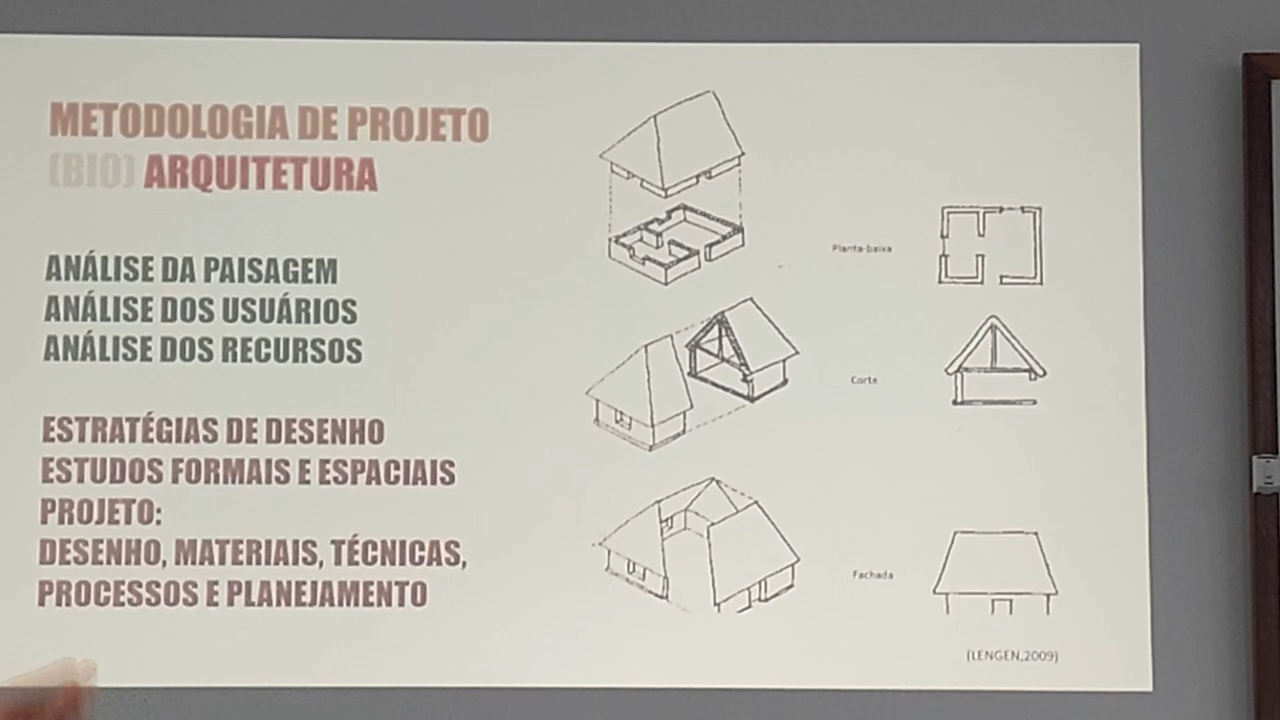 METODOLOGIA DE PROJETO
(BIO) ARQUITETURA
ANÁLISE DA PAISAGEM
ANÁLISE DOS USUÁRIOS
ANÁLISE DOS RECURSOS
ESTRATÉGIAS DE DESENHO
ESTUDOS FORMAIS E ESPACIAIS
PROJETO:
DESENHO, MATERIAIS, TÉCNICAS,
PROCESSOS E PLANEJAMENTO
Planta-baixa
Corte
Fachada
(LENGEN,2009)